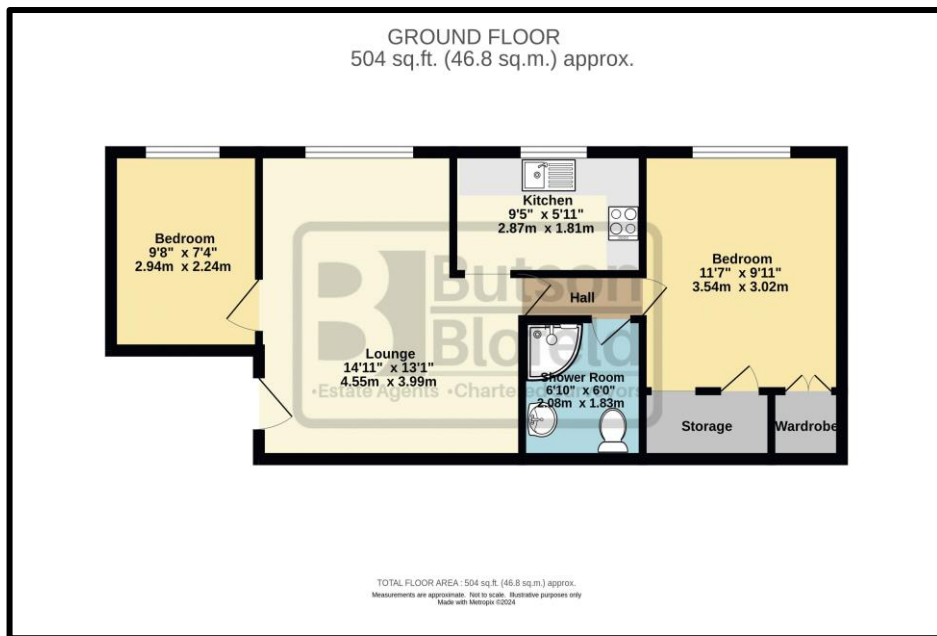 GROUND FLOOR
504 sq.ft. (46.8 sq.m.) approx.
Bedroom
9'8" x 7'4"
2.94m x 2.24m
Lounge
14'11" x 13'1"
4.55m x 3.99m
Kitchen
9'5" x 5'11"
2.87m x 1.81m
Hall
Shower Room
6'10" x 6'0"
2.08m x 1.83m
Bedroom
11'7" x 9'11"
3.54m x 3.02m
Storage
Wardrobe
B
Butson
Blofeld
•Estate Agents •Chartered
TOTAL FLOOR AREA : 504 sq.ft. (46.8 sq.m.) approx.
Measurements are approximate. Not to scale. Illustrative purposes only
Made with Metropix ©2024